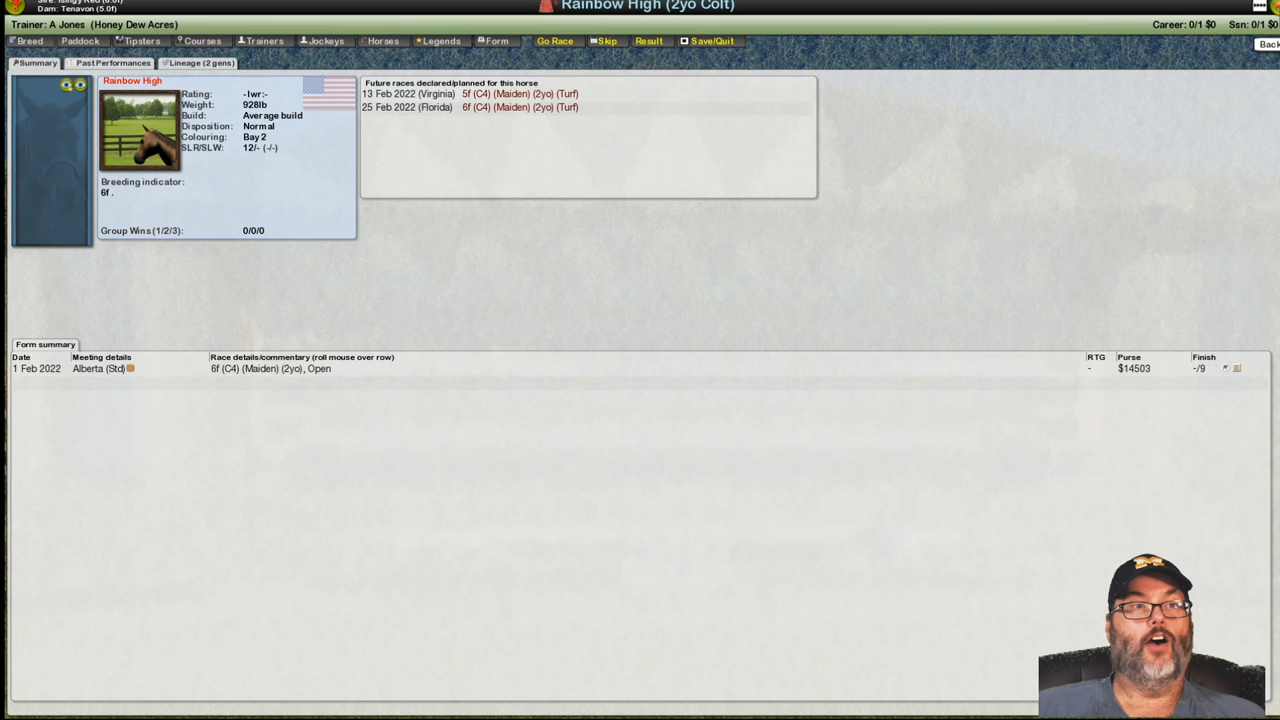 Rainbow High (2yo Colt)
Dam: Tenavon (5.0f)
Trainer: A Jones (Honey Dew Acres)
Career: 0/1 $0 Ssn: 0/1 $0
Breed Paddock Tipsters Courses Trainers Jockeys Horses Legends Form Go Race Skip Result Save/Quit
Back
Summary Past Performances Lineage (2 gens)
Rainbow High
Rating: - lwr:-
Weight: 928lb
Build: Average build
Disposition: Normal
Colouring: Bay 2
SLR/SLW: 12/- (-/-)
Breeding indicator:
6f .
Group Wins (1/2/3): 0/0/0
Future races declared/planned for this horse
13 Feb 2022 (Virginia) 5f (C4) (Maiden) (2yo) (Turf)
25 Feb 2022 (Florida) 6f (C4) (Maiden) (2yo) (Turf)
Form summary
Date Meeting details Race details/commentary (roll mouse over row) RTG Purse Finish
1 Feb 2022 Alberta (Std) 6f (C4) (Maiden) (2yo), Open - $14503 -/9